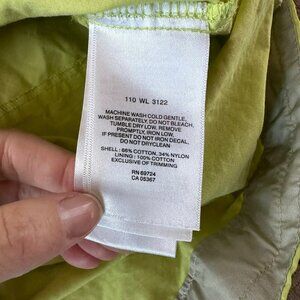 110 WL 3122
MACHINE WASH COLD GENTLE,
WASH SEPARATELY, DO NOT BLEACH,
TUMBLE DRY LOW, REMOVE
PROMPTLY, IRON LOW.
IF PRESENT DO NOT IRON DECAL.
DO NOT DRYCLEAN
SHELL : 66% COTTON, 34% NYLON
LINING : 100% COTTON
EXCLUSIVE OF TRIMMING
RN 69724
CA 05367